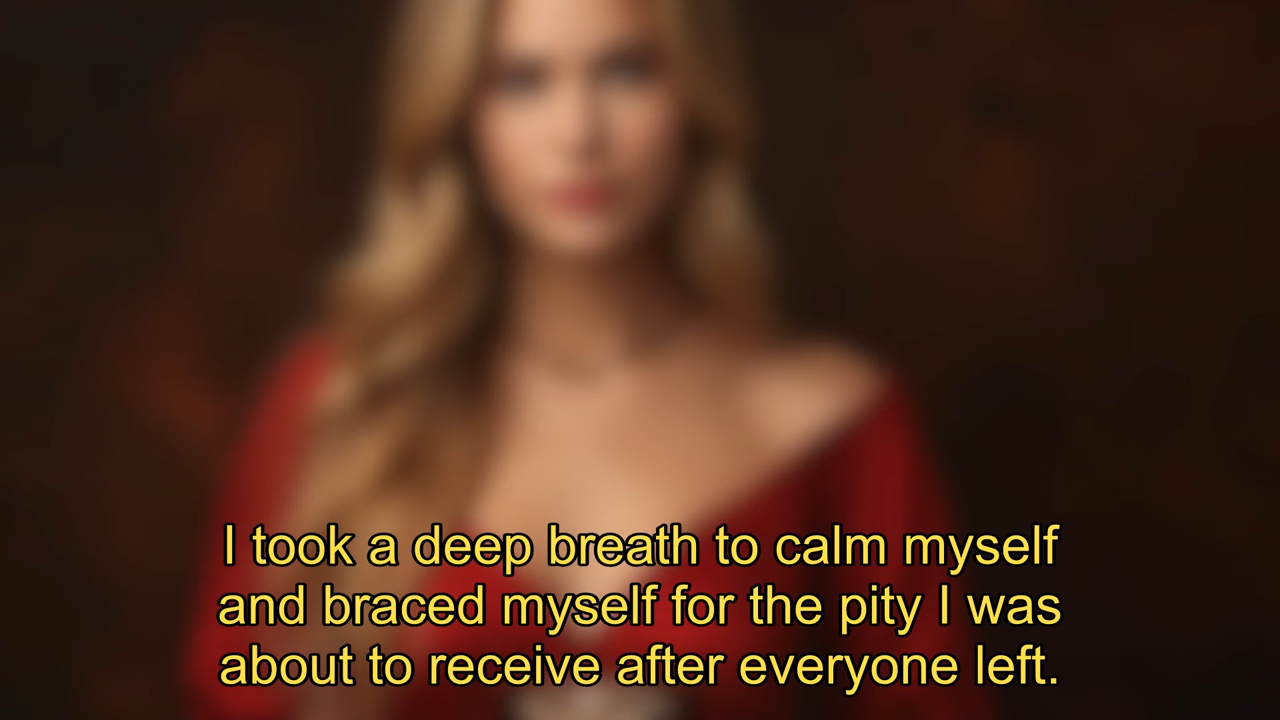 I took a deep breath to calm myself
and braced myself for the pity I was
about to receive after everyone left.